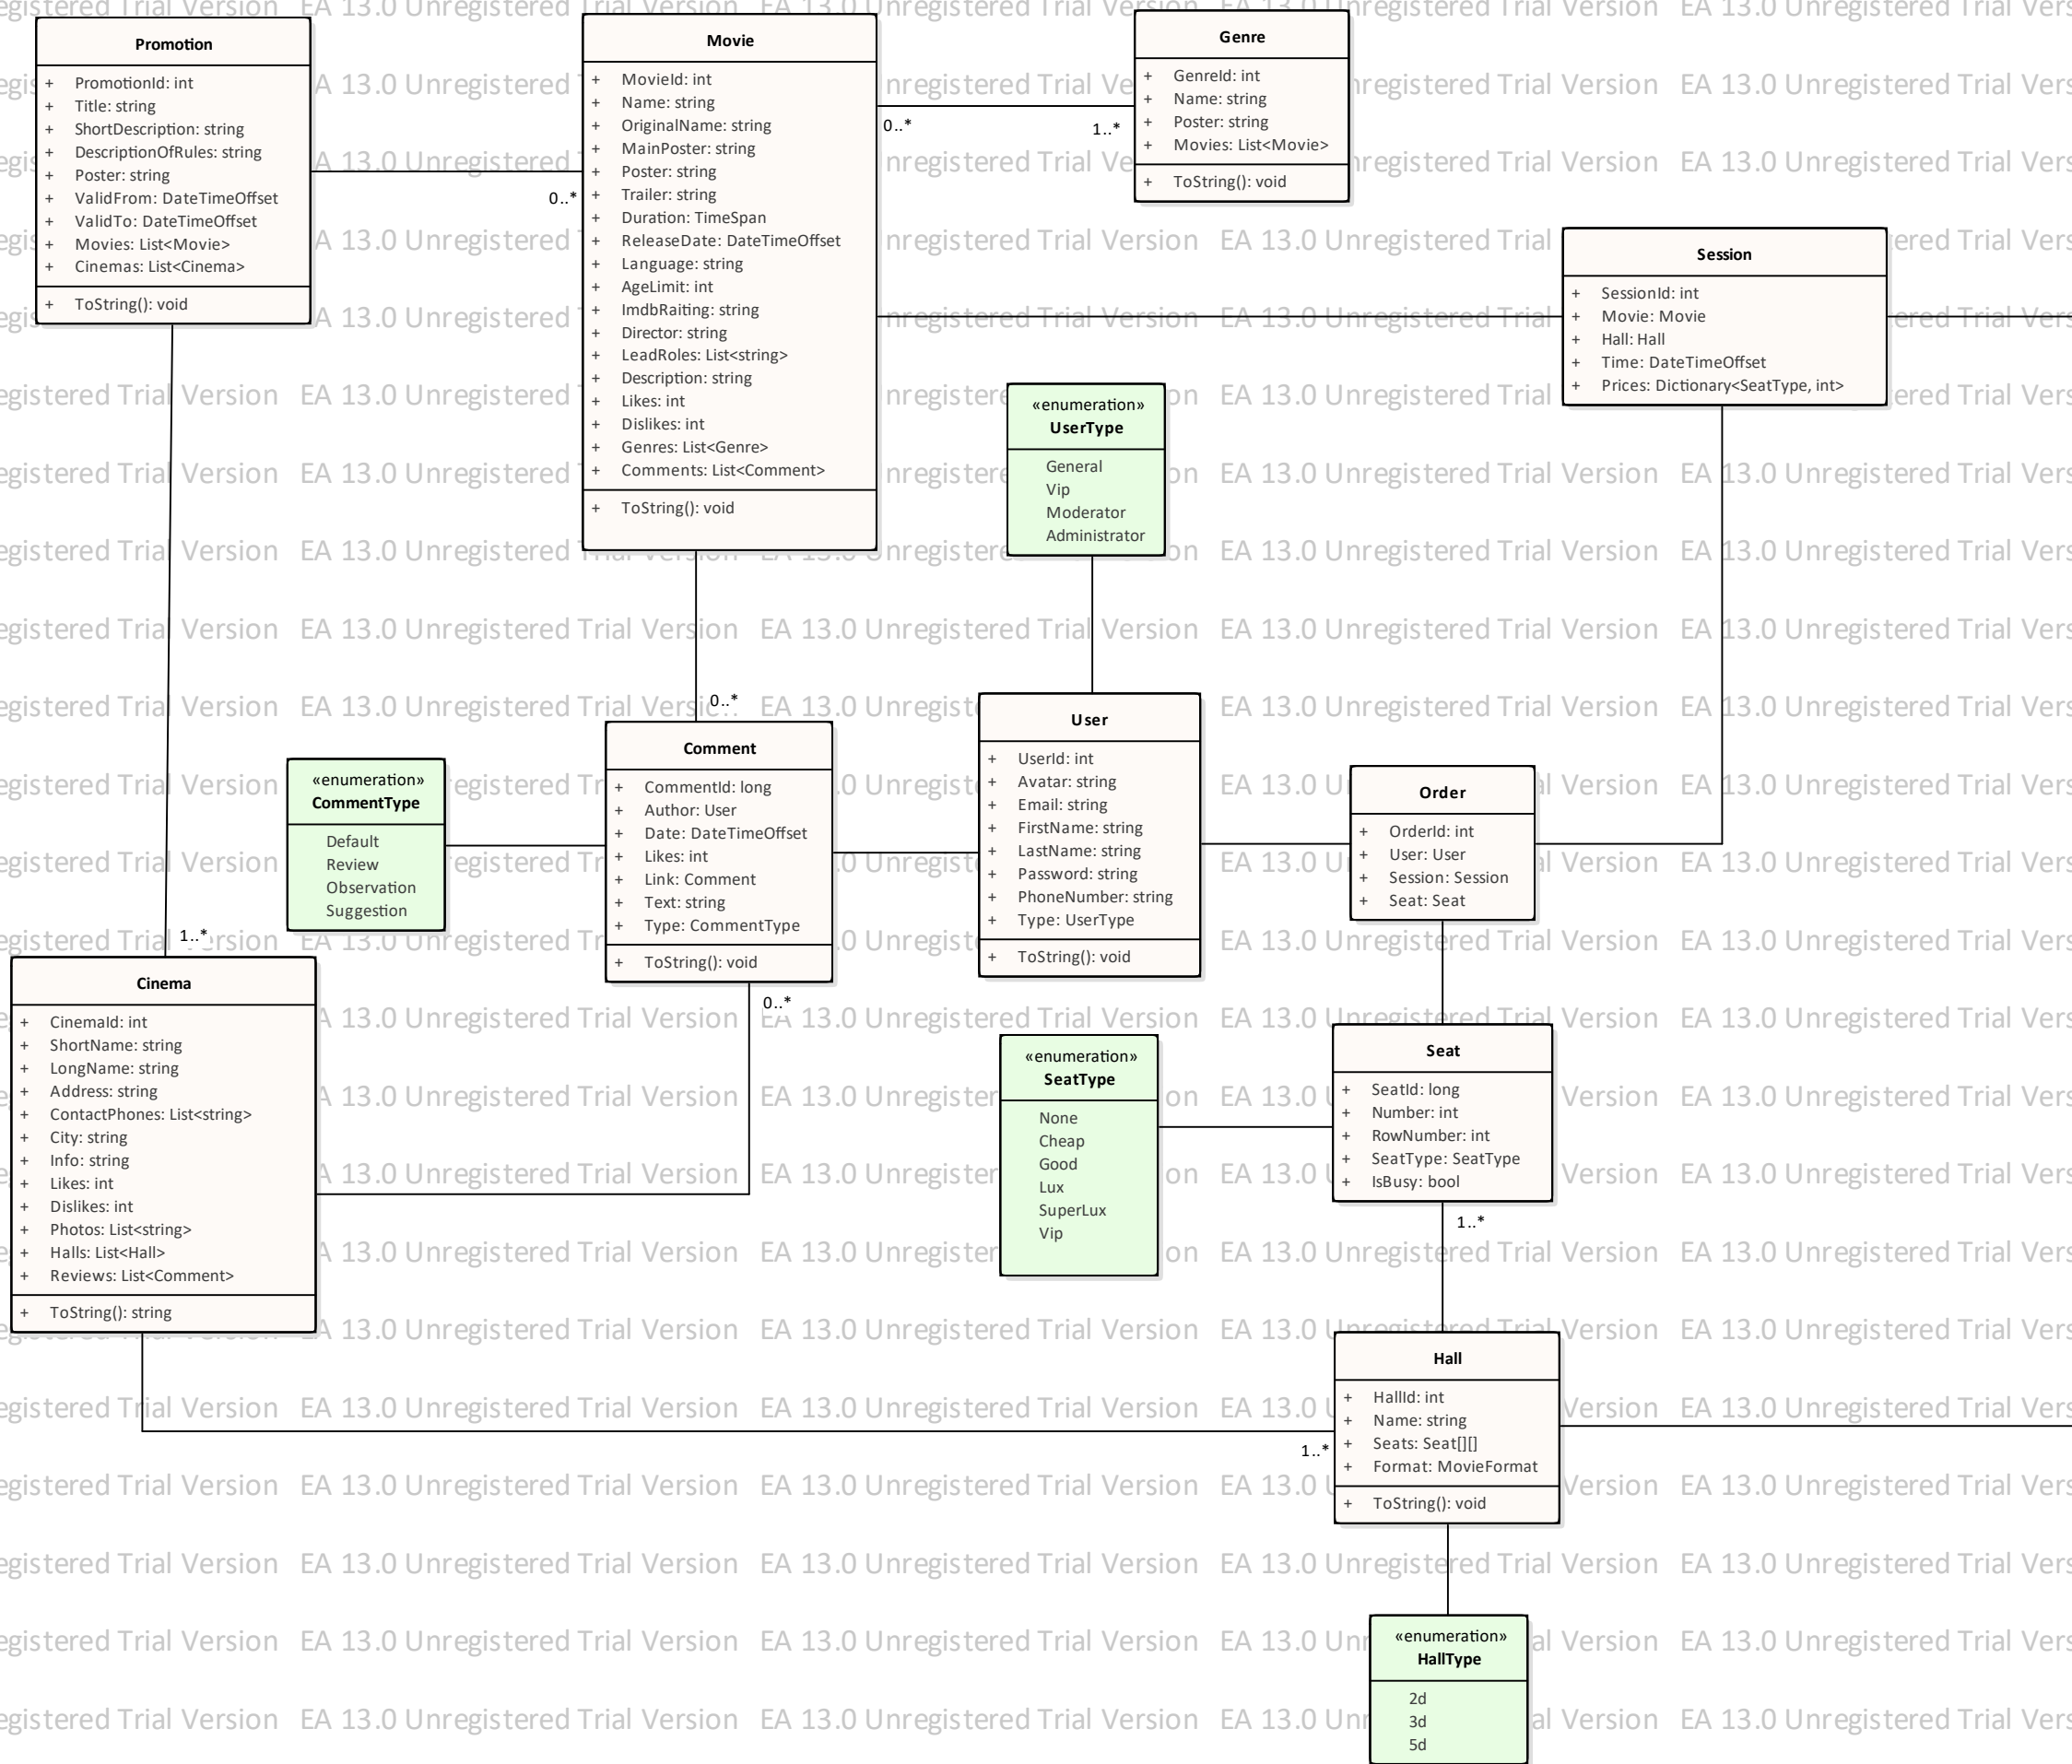 Promotion
+ PromotionId: int
+ Title: string
+ ShortDescription: string
+ DescriptionOfRules: string
+ Poster: string
+ ValidFrom: DateTimeOffset
+ ValidTo: DateTimeOffset
+ Movies: List<Movie>
+ Cinemas: List<Cinema>
+ ToString(): void
Movie
+ MovieId: int
+ Name: string
+ OriginalName: string
+ MainPoster: string
+ Poster: string
+ Trailer: string
+ Duration: TimeSpan
+ ReleaseDate: DateTimeOffset
+ Language: string
+ AgeLimit: int
+ ImdbRaiting: string
+ Director: string
+ LeadRoles: List<string>
+ Description: string
+ Likes: int
+ Dislikes: int
+ Genres: List<Genre>
+ Comments: List<Comment>
+ ToString(): void
Genre
+ GenreId: int
+ Name: string
+ Poster: string
+ Movies: List<Movie>
+ ToString(): void
0..*
0..*
1..*
Session
+ SessionId: int
+ Movie: Movie
+ Hall: Hall
+ Time: DateTimeOffset
+ Prices: Dictionary<SeatType, int>
«enumeration»
UserType
General
Vip
Moderator
Administrator
0..*
«enumeration»
CommentType
Default
Review
Observation
Suggestion
Comment
+ CommentId: long
+ Author: User
+ Date: DateTimeOffset
+ Likes: int
+ Link: Comment
+ Text: string
+ Type: CommentType
+ ToString(): void
0..*
User
+ UserId: int
+ Avatar: string
+ Email: string
+ FirstName: string
+ LastName: string
+ Password: string
+ PhoneNumber: string
+ Type: UserType
+ ToString(): void
Order
+ OrderId: int
+ User: User
+ Session: Session
+ Seat: Seat
1..*
Cinema
+ CinemaId: int
+ ShortName: string
+ LongName: string
+ Address: string
+ ContactPhones: List<string>
+ City: string
+ Info: string
+ Likes: int
+ Dislikes: int
+ Photos: List<string>
+ Halls: List<Hall>
+ Reviews: List<Comment>
+ ToString(): string
«enumeration»
SeatType
None
Cheap
Good
Lux
SuperLux
Vip
Seat
+ SeatId: long
+ Number: int
+ RowNumber: int
+ SeatType: SeatType
+ IsBusy: bool
1..*
Hall
+ HallId: int
+ Name: string
+ Seats: Seat[][]
+ Format: MovieFormat
+ ToString(): void
1..*
«enumeration»
HallType
2d
3d
5d
EA 13.0 Unregistered Trial Version